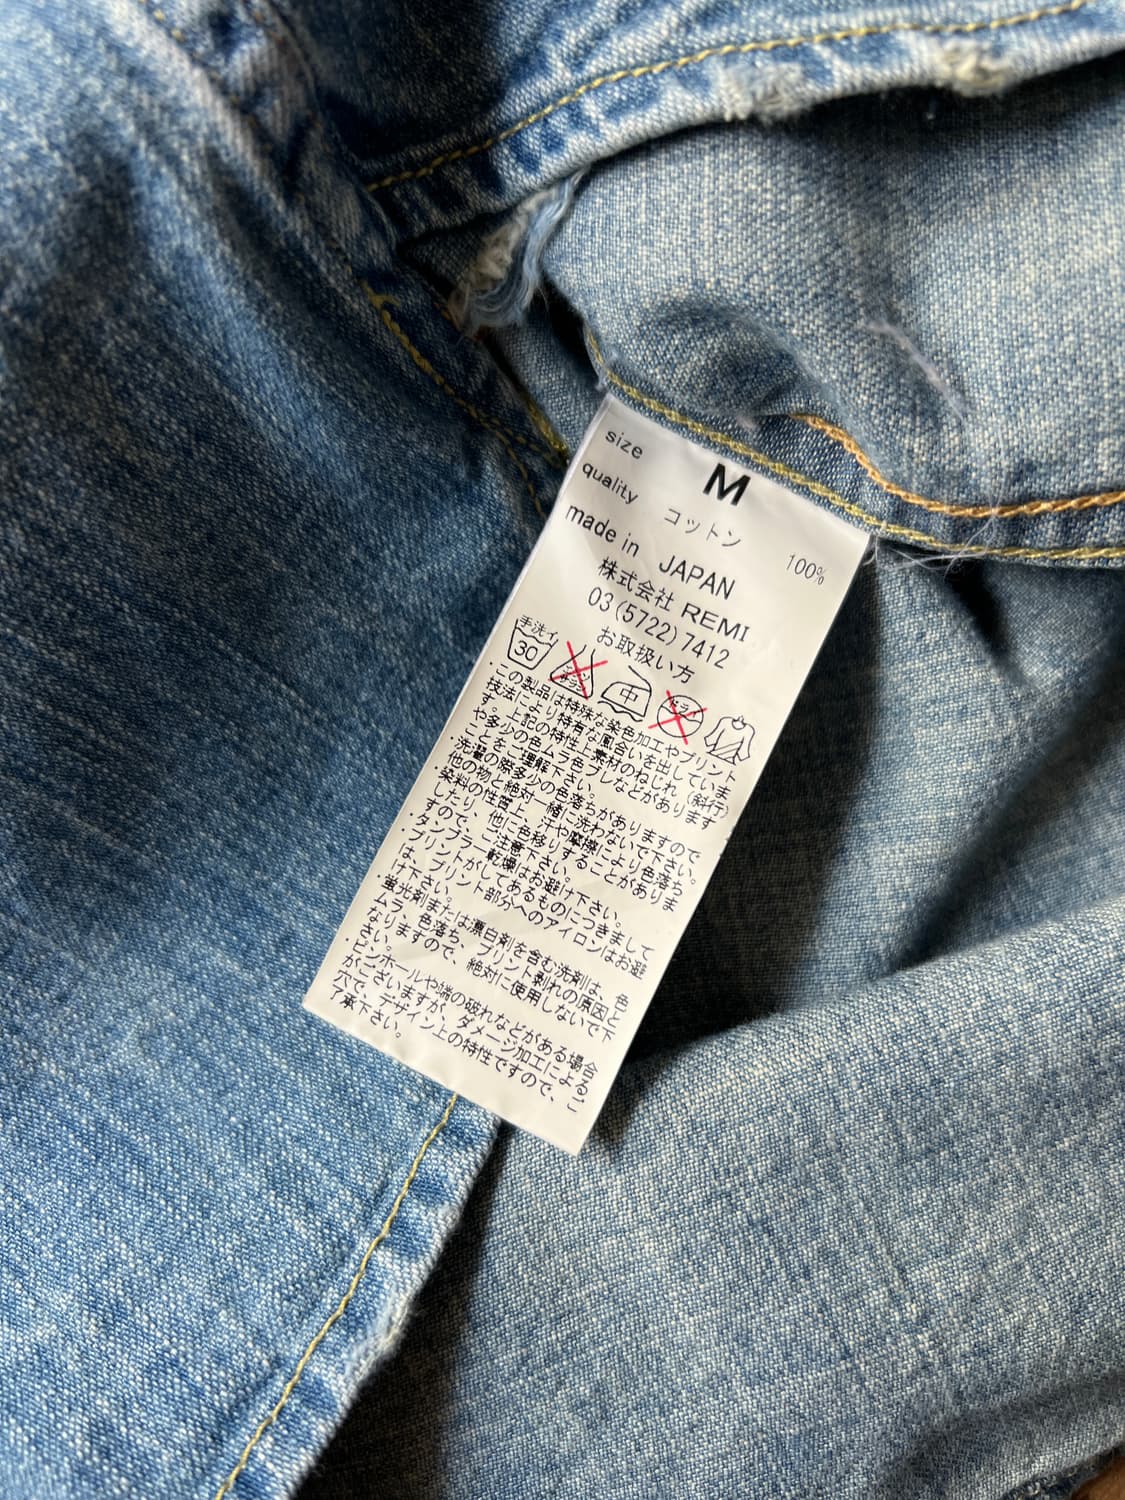 size M
quality コットン 100%
made in JAPAN
株式会社 REMI
03 (5722) 7412
お取扱い方
手洗イ 30 中 ドライ
・この製品は特殊な染色加工やプリント
技法により特有な風合いを出していま
す。上記の特性上素材のねじれ(斜行)
や多少の色ムラ色ブレなどがあります
ことをご理解下さい。
・洗濯の際多少の色落ちがありますので
他の物と絶対一緒に洗わないで下さい。
・染料の性質上、汗や摩擦により色落ち
したり、他に色移りすることがありま
すので、ご注意下さい。
・タンブラー乾燥はお避け下さい。
・プリントがしてあるものにつきまして
は、プリント部分へのアイロンはお避
け下さい。
・蛍光剤または漂白剤を含む洗剤は、色
ムラ、色落ち、プリント剥れの原因と
なりますので、絶対に使用しないで下
さい。
・ピンホールや端の破れなどがある場合
がございますが、ダメージ加工によるご
穴で、デザイン上の特性ですので、
了承下さい。